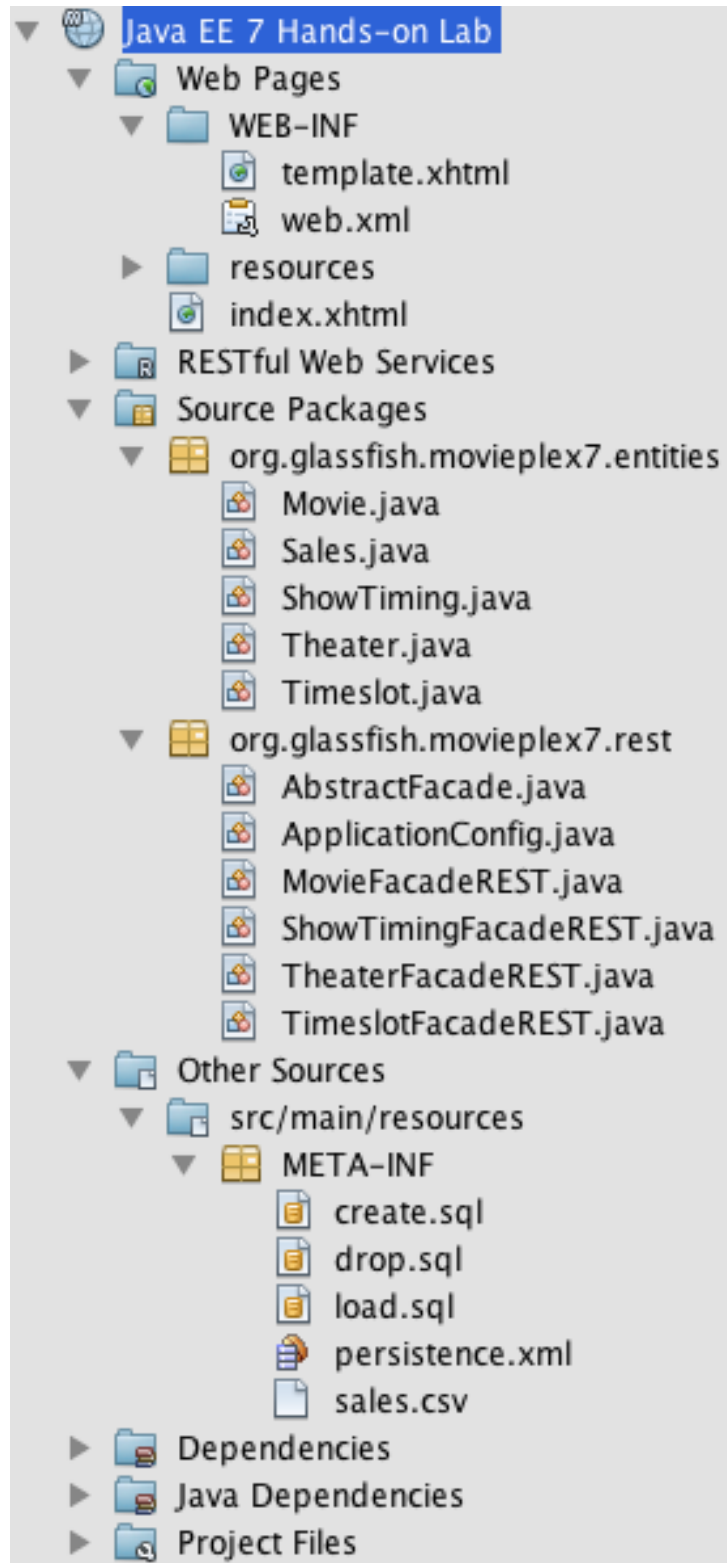 Java EE 7 Hands-on Lab
Web Pages
WEB-INF
template.xhtml
web.xml
resources
index.xhtml
RESTful Web Services
Source Packages
org.glassfish.movieplex7.entities
Movie.java
Sales.java
ShowTiming.java
Theater.java
Timeslot.java
org.glassfish.movieplex7.rest
AbstractFacade.java
ApplicationConfig.java
MovieFacadeREST.java
ShowTimingFacadeREST.java
TheaterFacadeREST.java
TimeslotFacadeREST.java
Other Sources
src/main/resources
META-INF
create.sql
drop.sql
load.sql
persistence.xml
sales.csv
Dependencies
Java Dependencies
Project Files